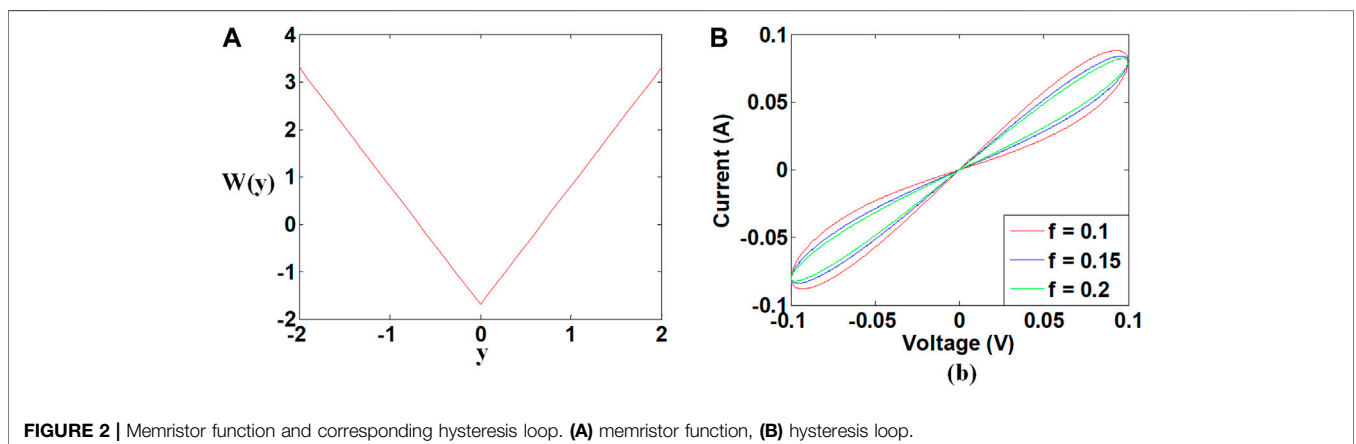 A
4
3
2
1
0
-1
-2
W(y)
-2
-1
0
1
2
y
B
0.1
0.05
0
-0.05
-0.1
Current (A)
-0.1
-0.05
0
0.05
0.1
Voltage (V)
f = 0.1
f = 0.15
f = 0.2
(b)
FIGURE 2 | Memristor function and corresponding hysteresis loop. (A) memristor function, (B) hysteresis loop.